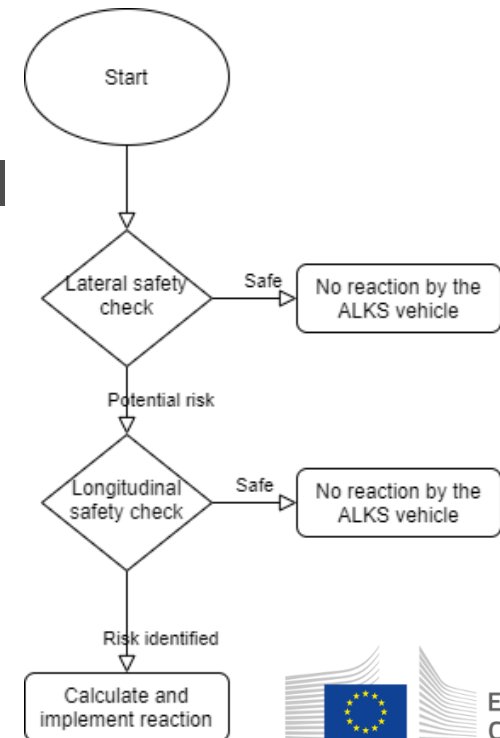 Start
Lateral safety
check
Safe
No reaction by the
ALKS vehicle
Potential risk
Longitudinal
safety check
Safe
No reaction by the
ALKS vehicle
Risk identified
Calculate and
implement reaction